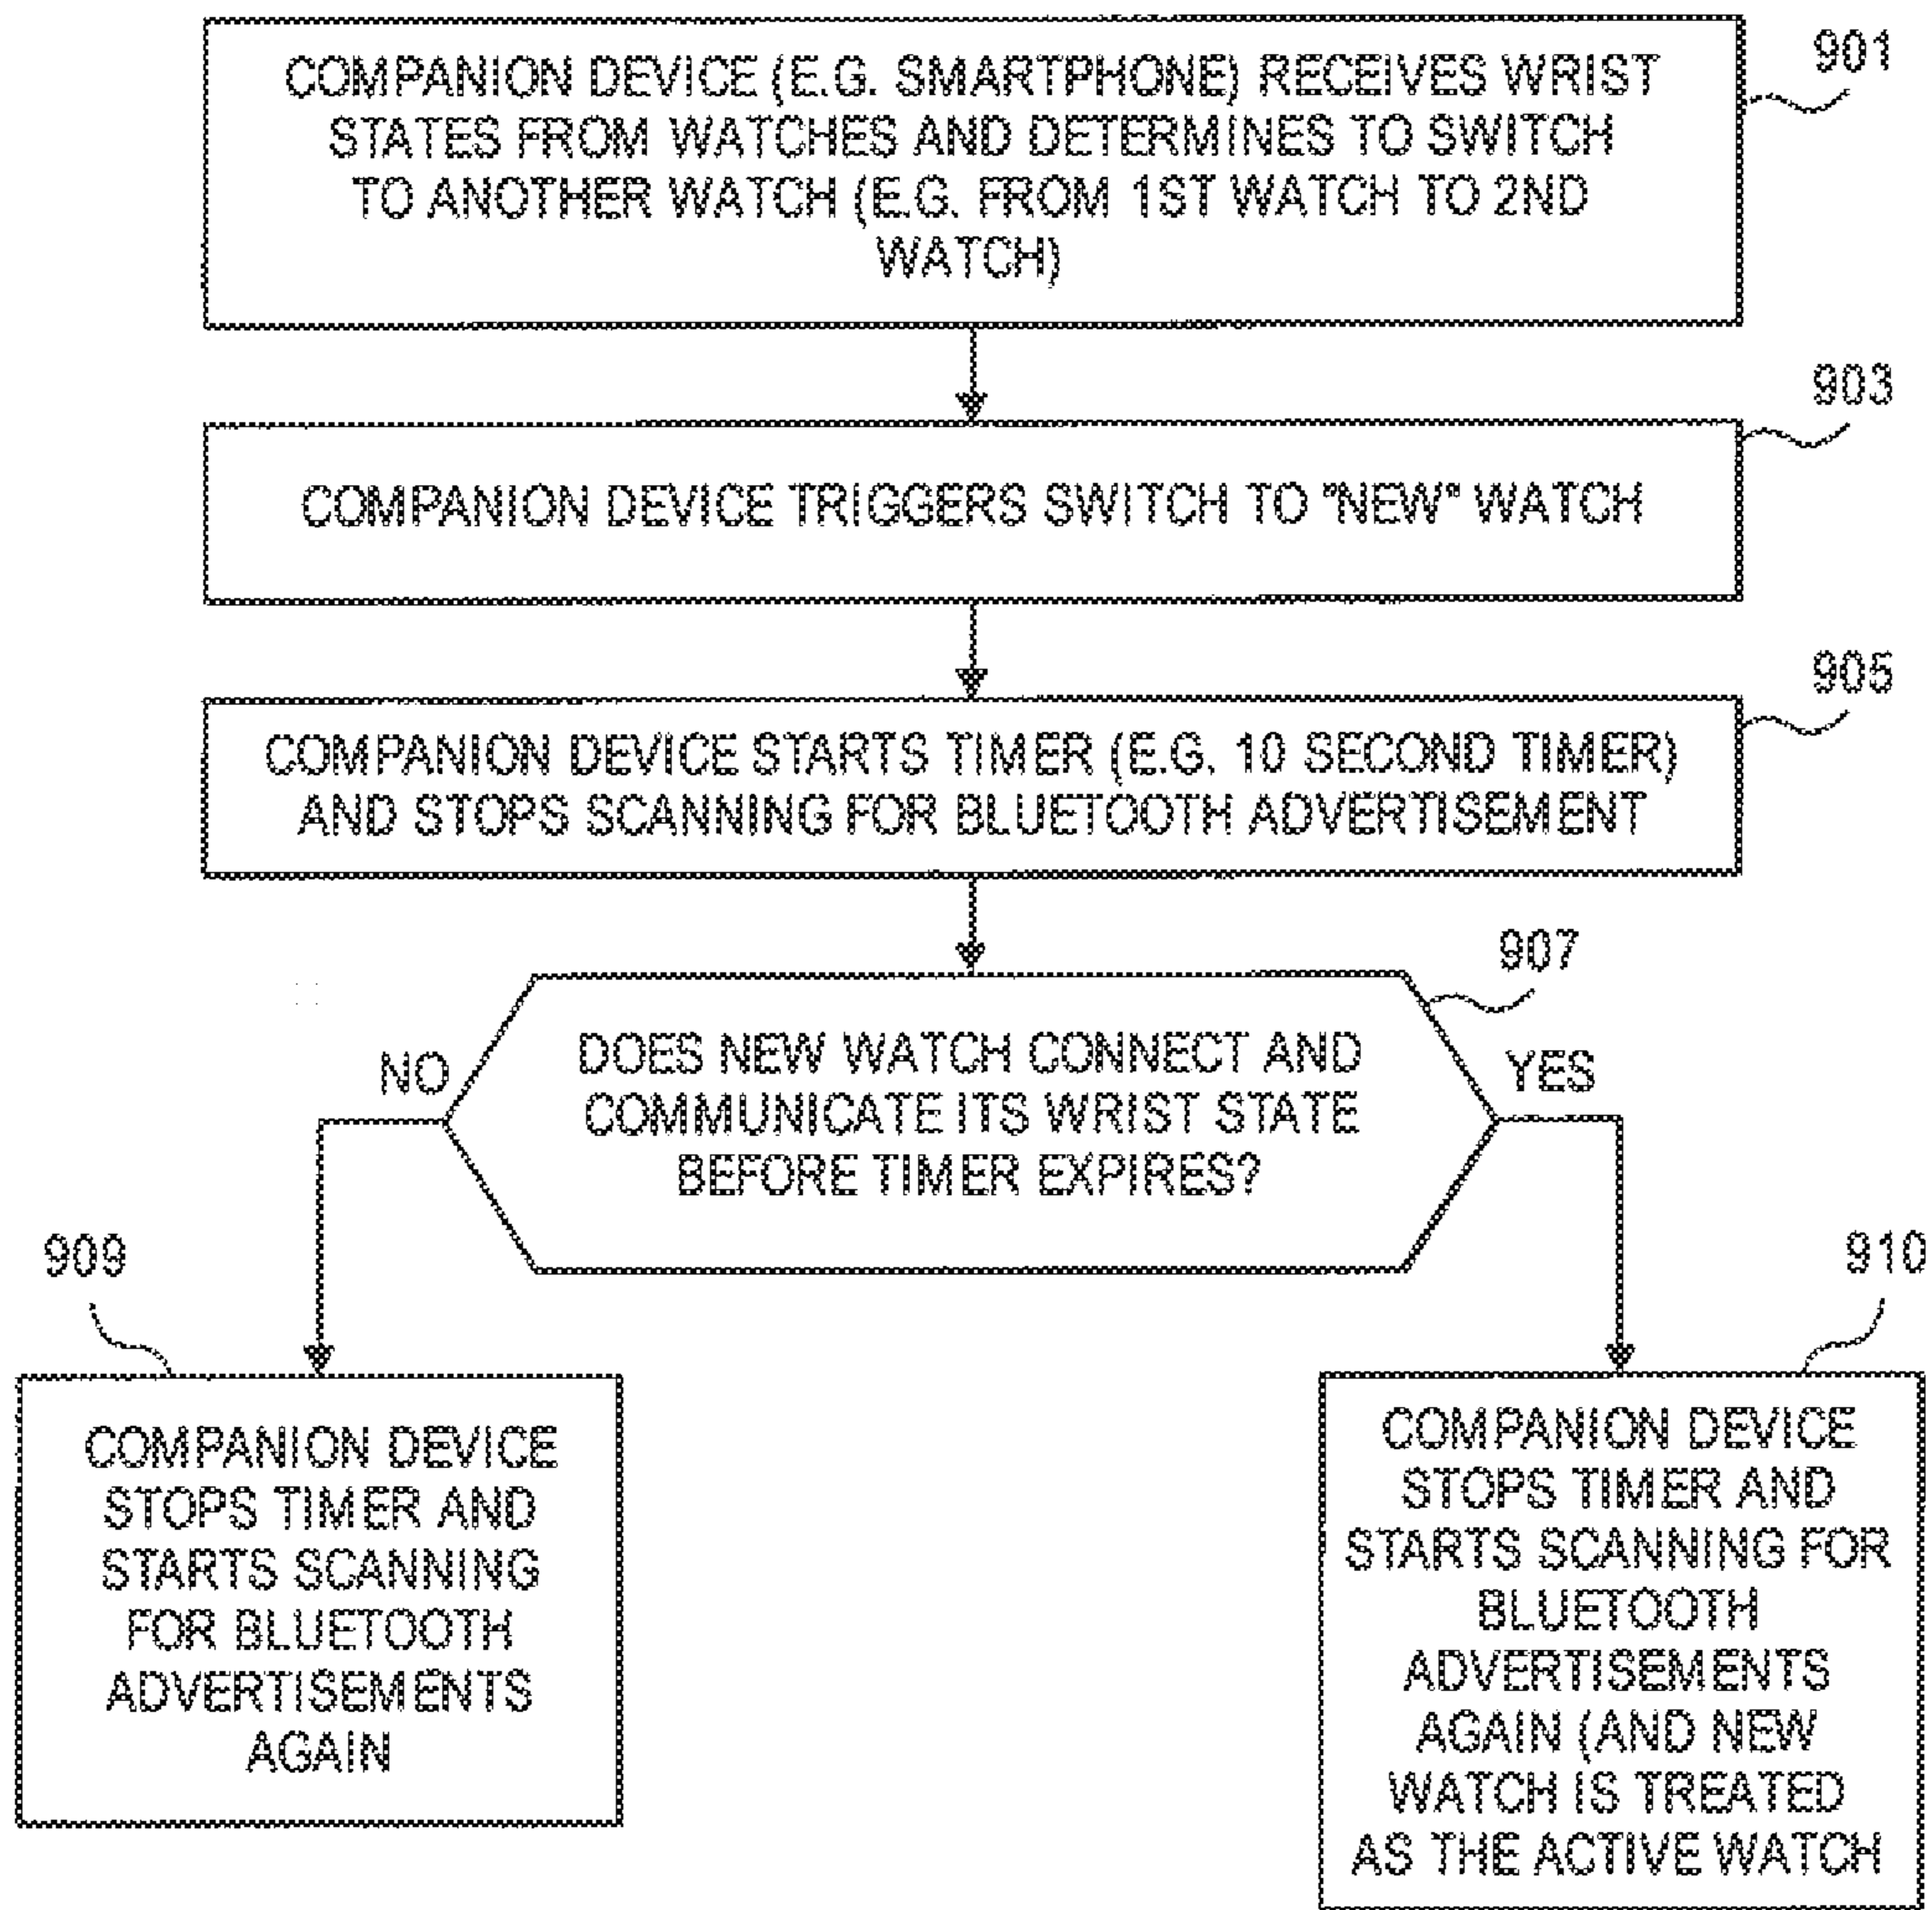 COMPANION DEVICE (E.G. SMARTPHONE) RECEIVES WRIST
STATES FROM WATCHES AND DETERMINES TO SWITCH
TO ANOTHER WATCH (E.G. FROM 1ST WATCH TO 2ND
WATCH)
901
COMPANION DEVICE TRIGGERS SWITCH TO "NEW" WATCH
903
COMPANION DEVICE STARTS TIMER (E.G. 10 SECOND TIMER)
AND STOPS SCANNING FOR BLUETOOTH ADVERTISEMENT
905
907
DOES NEW WATCH CONNECT AND
COMMUNICATE ITS WRIST STATE
BEFORE TIMER EXPIRES?
NO
YES
909
COMPANION DEVICE
STOPS TIMER AND
STARTS SCANNING
FOR BLUETOOTH
ADVERTISEMENTS
AGAIN
910
COMPANION DEVICE
STOPS TIMER AND
STARTS SCANNING FOR
BLUETOOTH
ADVERTISEMENTS
AGAIN (AND NEW
WATCH IS TREATED
AS THE ACTIVE WATCH